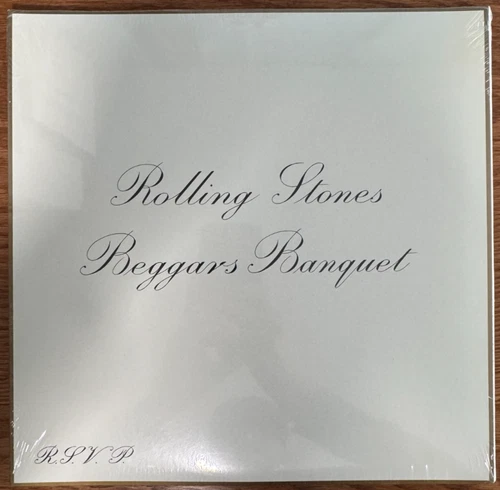 Rolling Stones
Beggars Banquet
R.S.V.P.